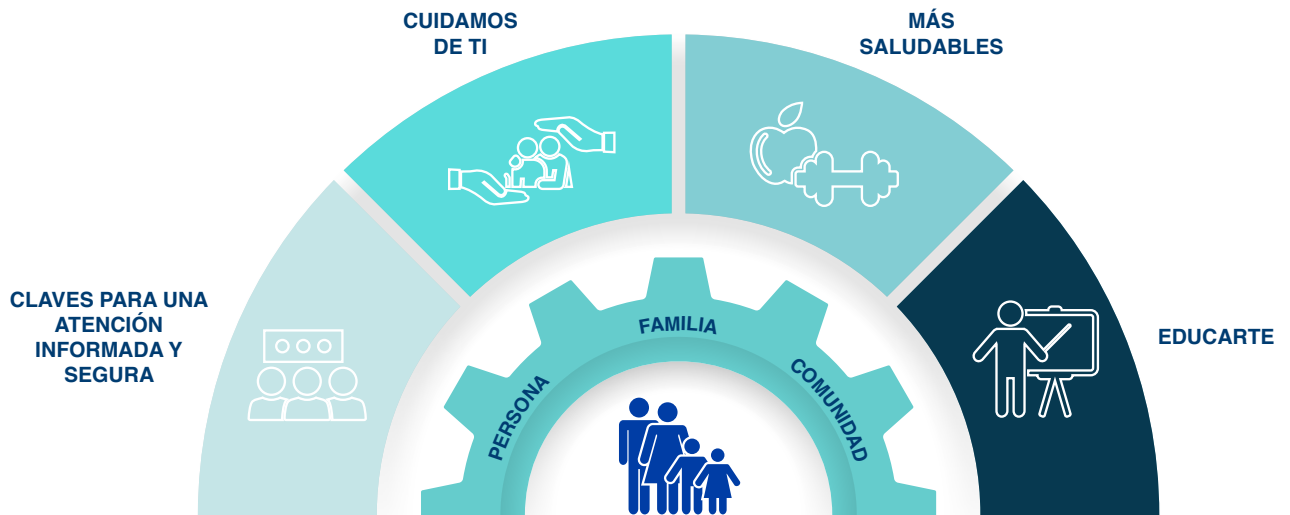 CUIDAMOS
DE TI
MÁS
SALUDABLES
CLAVES PARA UNA
ATENCIÓN
INFORMADA Y
SEGURA
EDUCARTE
PERSONA
FAMILIA
COMUNIDAD